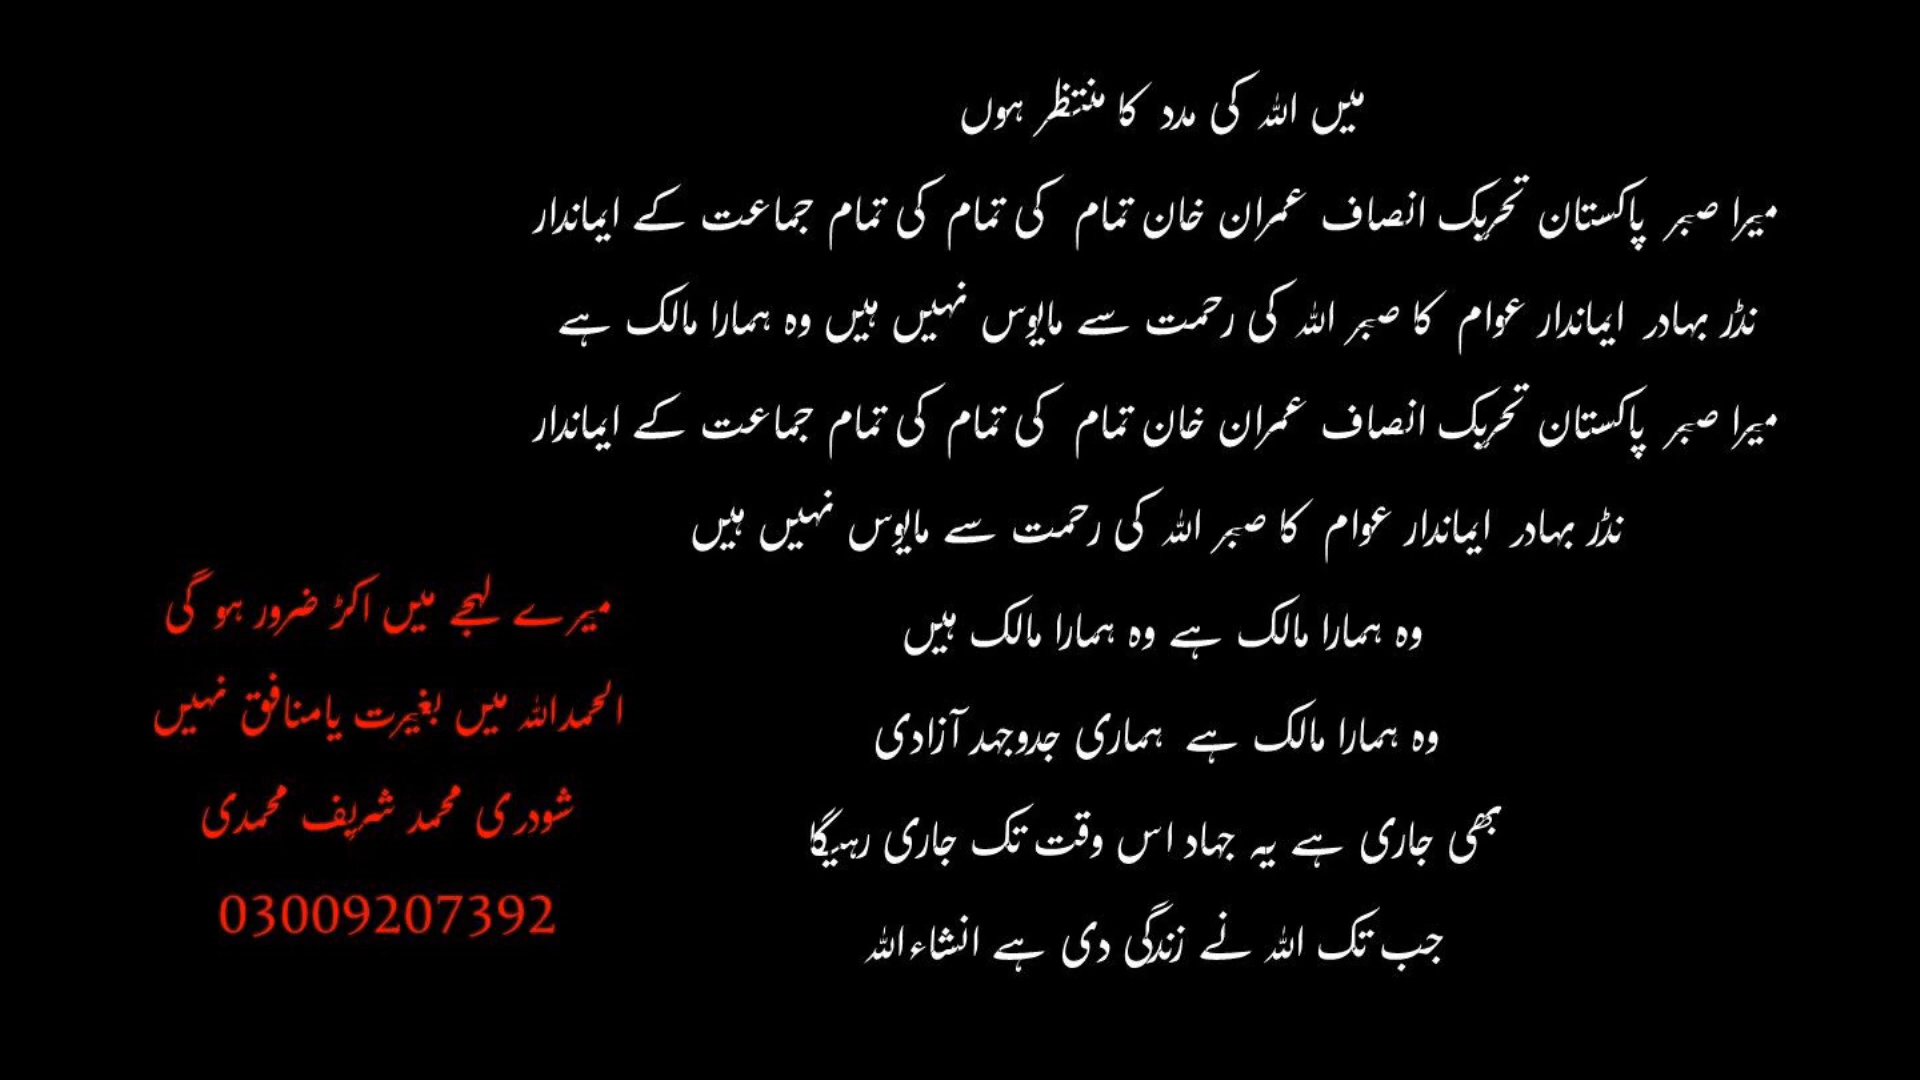 میں اللہ کی مدد کا منتظر ہوں
میرا صبر پاکستان تحریک انصاف عمران خان تمام کی تمام کی تمام جماعت کے ایماندار
نڈر بہادر ایماندار عوام کا صبر اللہ کی رحمت سے مایوس نہیں ہیں وہ ہمارا مالک ہے
میرا صبر پاکستان تحریک انصاف عمران خان تمام کی تمام کی تمام جماعت کے ایماندار
نڈر بہادر ایماندار عوام کا صبر اللہ کی رحمت سے مایوس نہیں ہیں
وہ ہمارا مالک ہے وہ ہمارا مالک ہیں
وہ ہمارا مالک ہے ہماری جدوجہد آزادی
بھی جاری ہے یہ جہاد اس وقت تک جاری رہیگا
جب تک اللہ نے زندگی دی ہے انشاءاللہ
میرے لہجے میں اکڑ ضرور ہو گی
الحمداللہ میں بغیرت یامنافق نہیں
شودری محمد شریف محمدی
03009207392